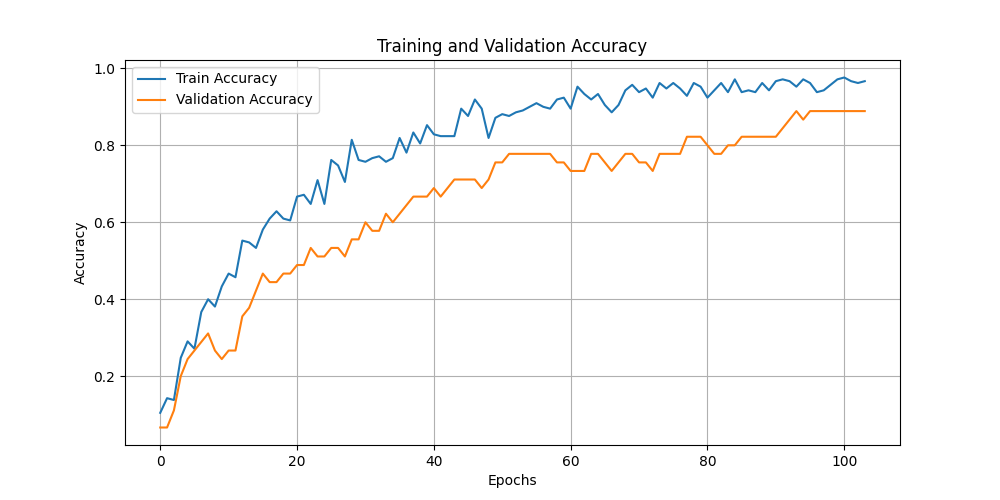 Training and Validation Accuracy
Train Accuracy
Validation Accuracy
1.0
0.8
0.6
0.4
0.2
Accuracy
0 20 40 60 80 100
Epochs